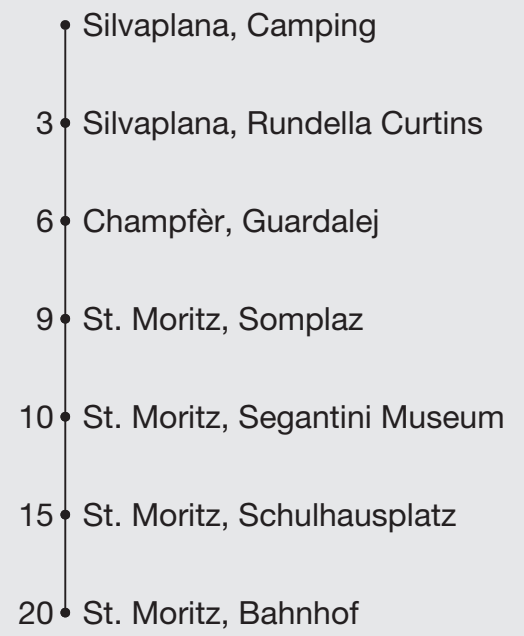 Silvaplana, Camping
3 Silvaplana, Rundella Curtins
6 Champfèr, Guardalej
9 St. Moritz, Somplaz
10 St. Moritz, Segantini Museum
15 St. Moritz, Schulhausplatz
20 St. Moritz, Bahnhof